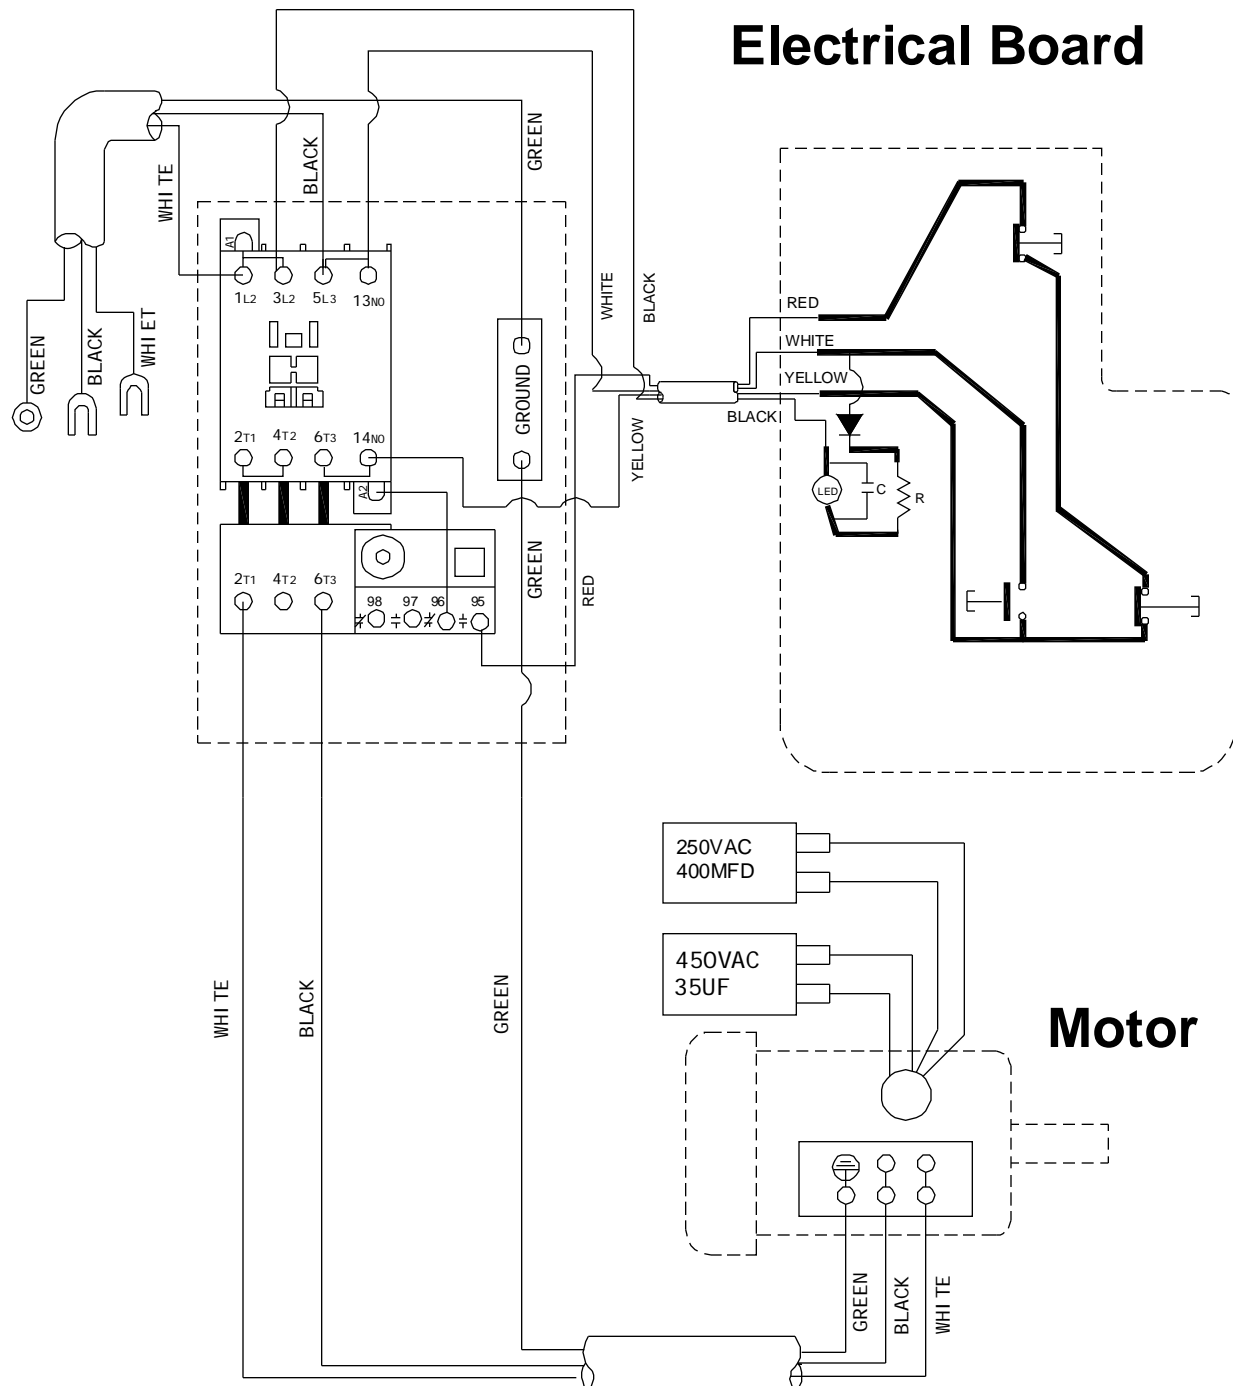 Electrical Board
GREEN
BLACK
WHITE
A1
1L2 3L2 5L3 13NO
WHITE
BLACK
RED
WHITE
YELLOW
BLACK
GREEN
BLACK
WHIET
GROUND
2T1 4T2 6T3 14NO
YELLOW
LED
C
R
A2
GREEN
RED
2T1 4T2 6T3
98 97 96 95
250VAC
400MFD
450VAC
35UF
WHITE
BLACK
GREEN
Motor
GREEN
BLACK
WHITE